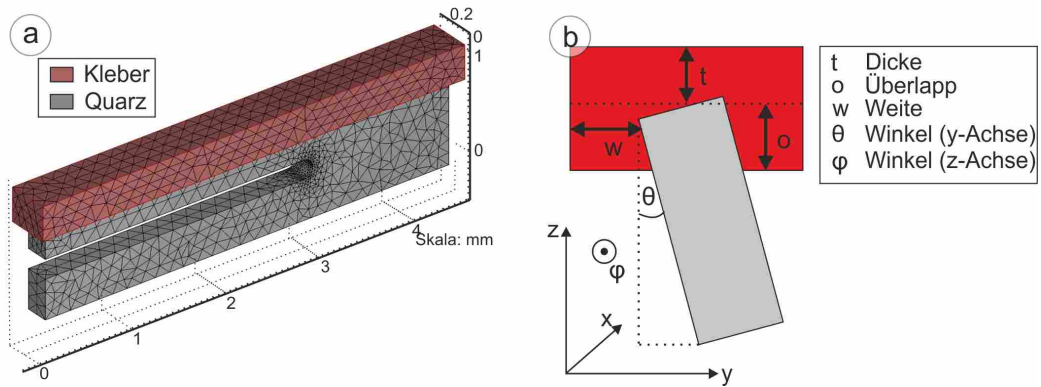 a
Kleber
Quarz
0.2
0
1
0
4
Skala: mm
3
2
1
0
b
t
w
o
θ
z
φ
x
y
t Dicke
o Überlapp
w Weite
θ Winkel (y-Achse)
φ Winkel (z-Achse)